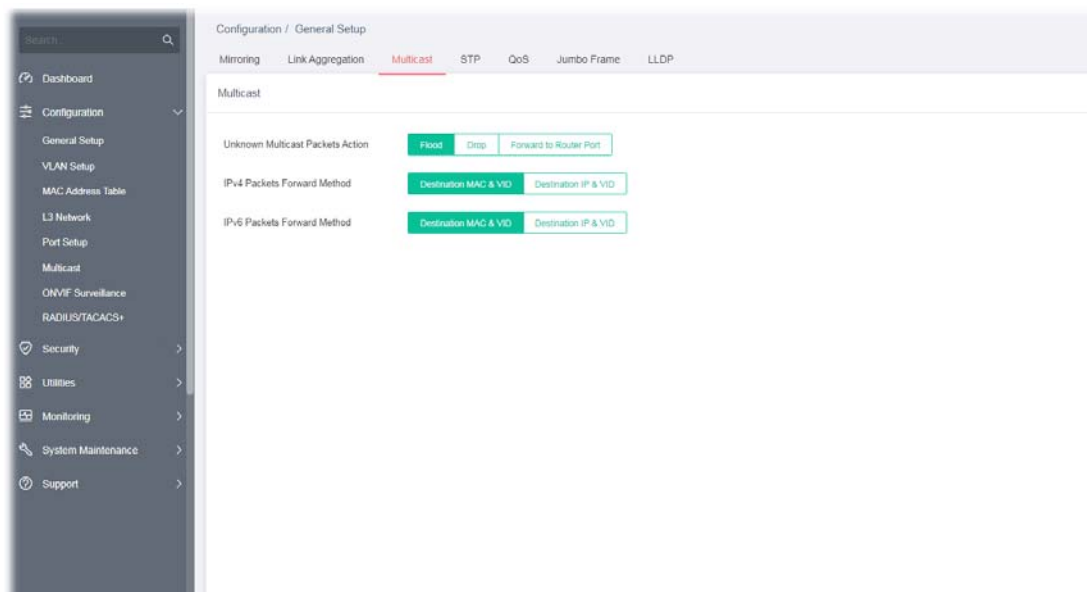 Search...
Dashboard
Configuration
General Setup
VLAN Setup
MAC Address Table
L3 Network
Port Setup
Multicast
ONVIF Surveillance
RADIUS/TACACS+
Security
Utilities
Monitoring
System Maintenance
Support
Configuration / General Setup
Mirroring Link Aggregation Multicast STP QoS Jumbo Frame LLDP
Multicast
Unknown Multicast Packets Action Flood Drop Forward to Router Port
IPv4 Packets Forward Method Destination MAC & VID Destination IP & VID
IPv6 Packets Forward Method Destination MAC & VID Destination IP & VID